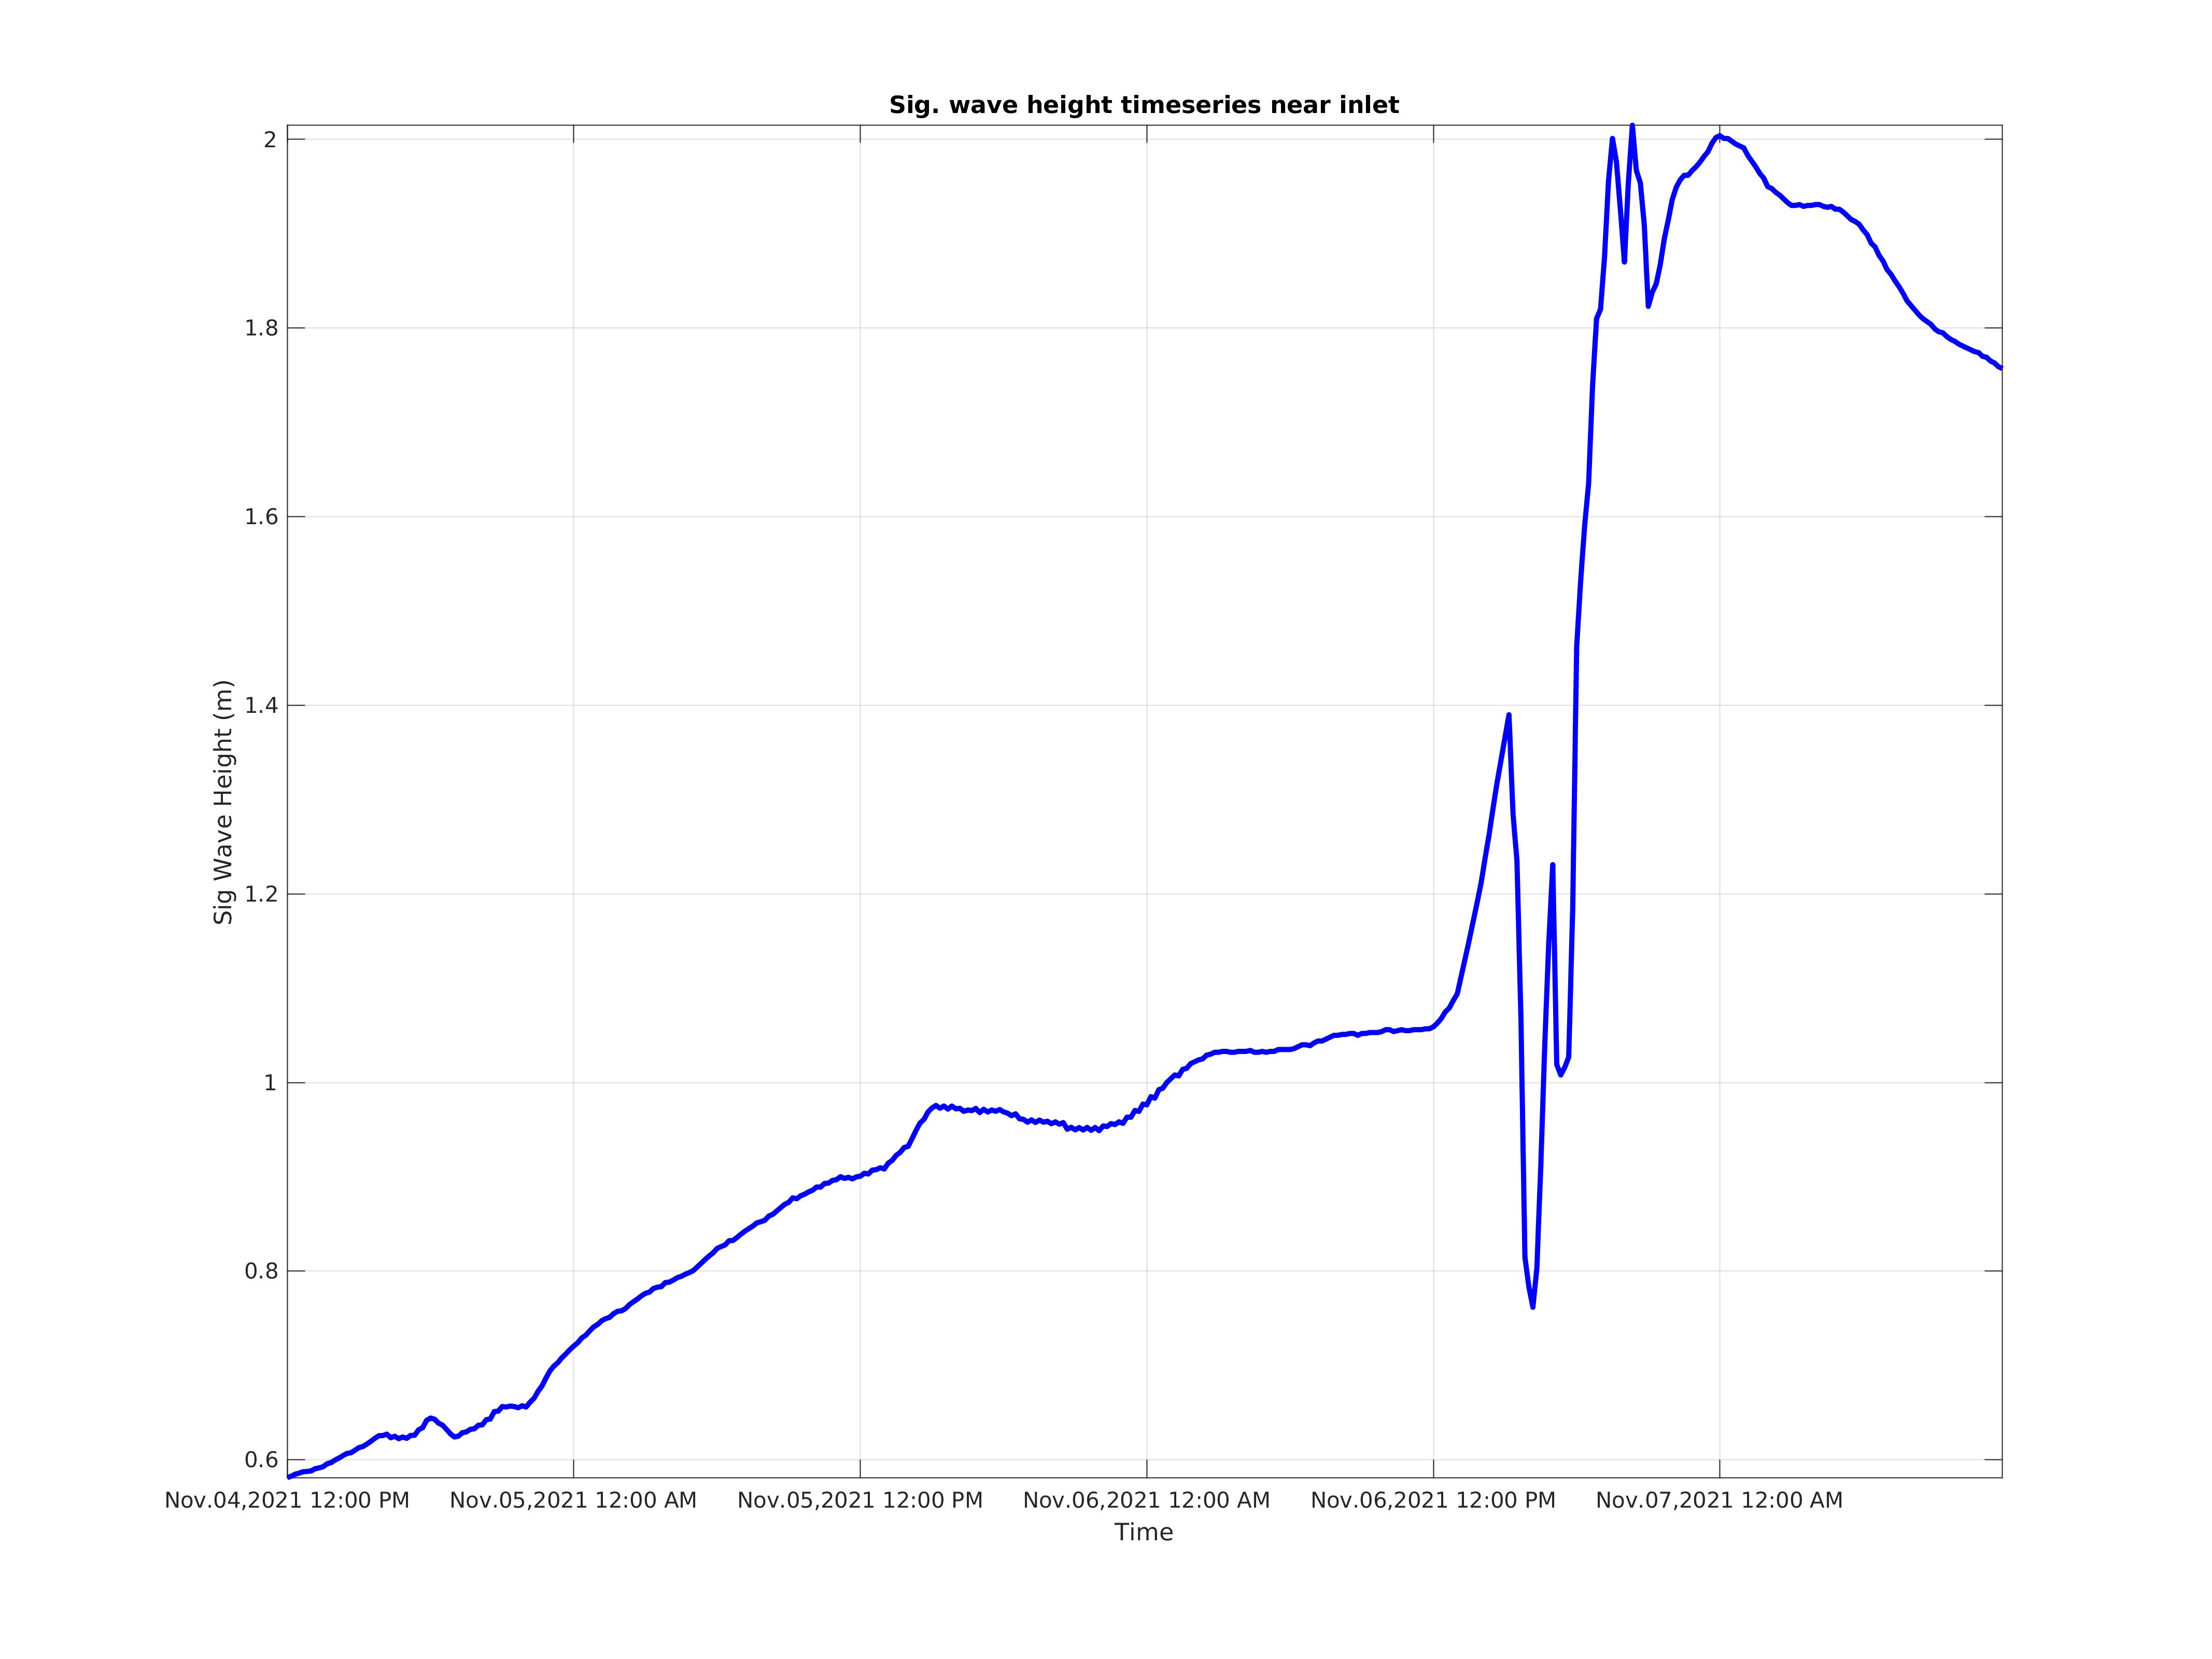 Sig. wave height timeseries near inlet
Sig Wave Height (m)
2
1.8
1.6
1.4
1.2
1
0.8
0.6
Nov.04,2021 12:00 PM Nov.05,2021 12:00 AM Nov.05,2021 12:00 PM Nov.06,2021 12:00 AM Nov.06,2021 12:00 PM Nov.07,2021 12:00 AM
Time